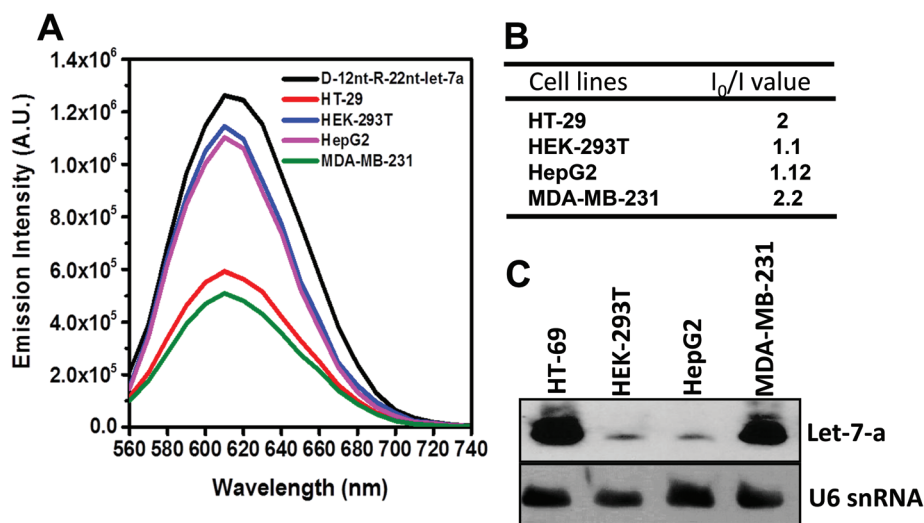 A
Emission Intensity (A.U.)
1.4x10⁶
1.2x10⁶
1.0x10⁶
8.0x10⁵
6.0x10⁵
4.0x10⁵
2.0x10⁵
0.0
560 580 600 620 640 660 680 700 720 740
Wavelength (nm)
D-12nt-R-22nt-let-7a
HT-29
HEK-293T
HepG2
MDA-MB-231
B
Cell lines I₀/I value
HT-29 2
HEK-293T 1.1
HepG2 1.12
MDA-MB-231 2.2
C
HT-69
HEK-293T
HepG2
MDA-MB-231
Let-7-a
U6 snRNA